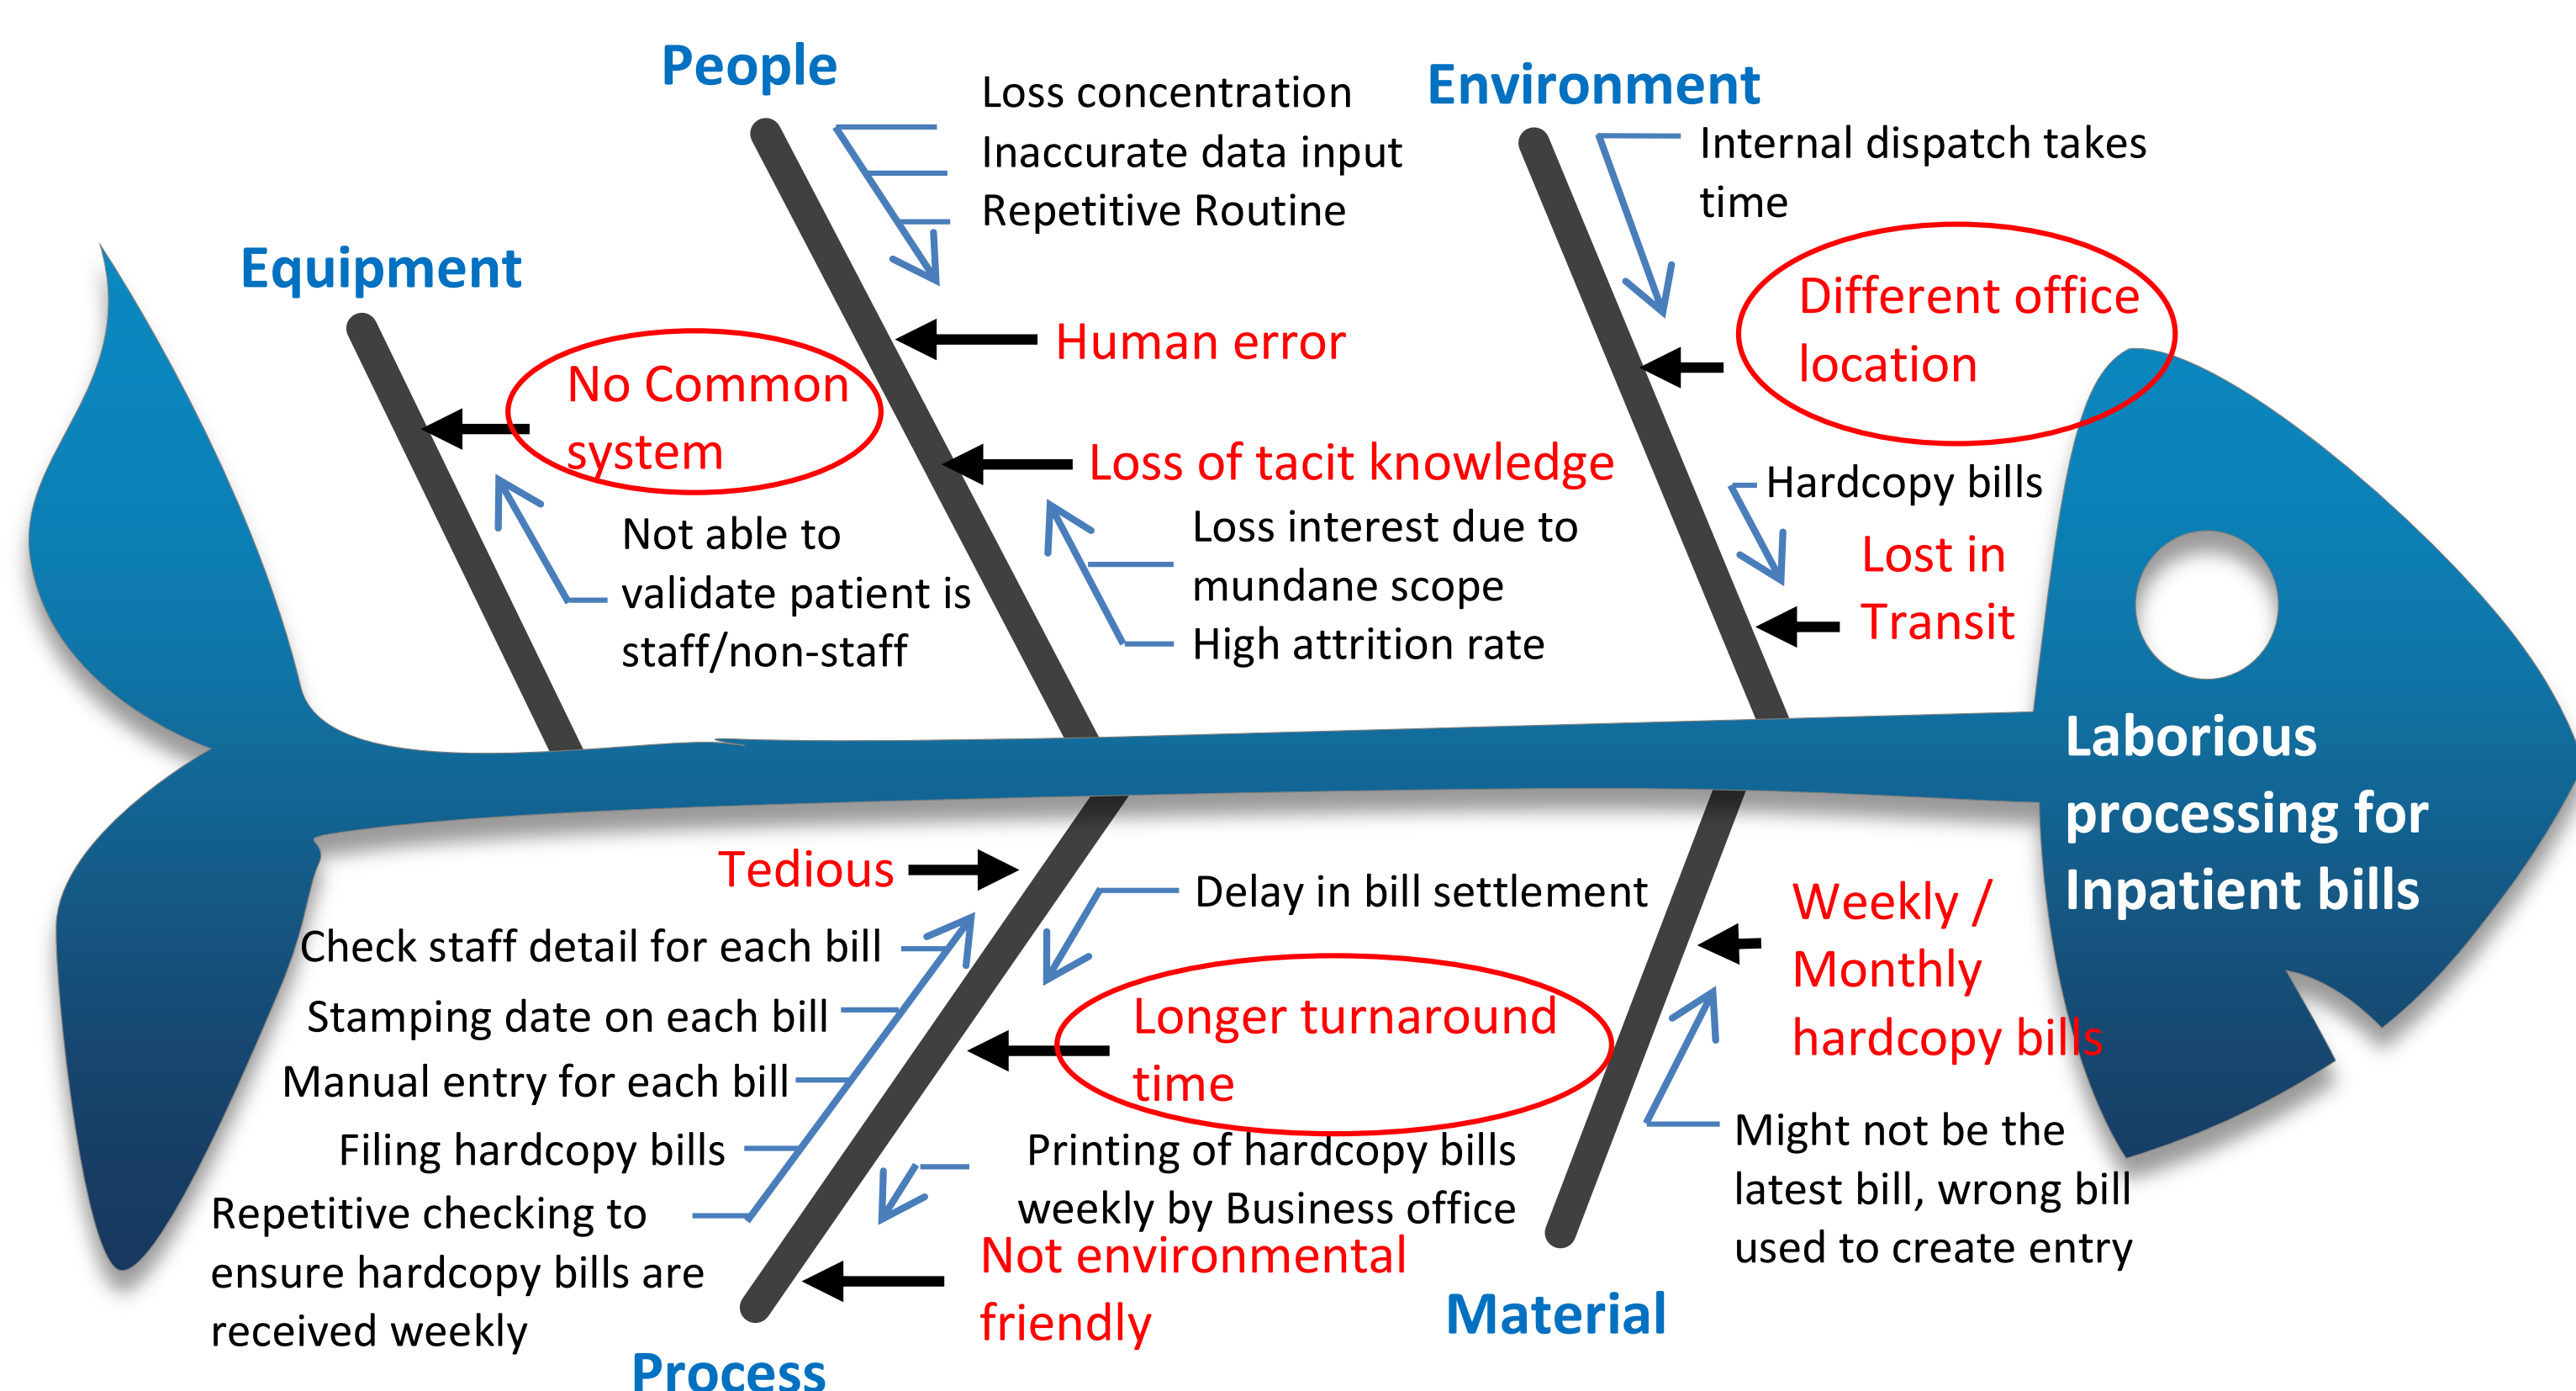 People
Loss concentration
Inaccurate data input
Repetitive Routine
Environment
Internal dispatch takes
time
Equipment
No Common
system
Human error
Different office
location
Loss of tacit knowledge
Hardcopy bills
Not able to
validate patient is
staff/non-staff
Loss interest due to
mundane scope
High attrition rate
Lost in
Transit
Laborious
processing for
Inpatient bills
Tedious
Check staff detail for each bill
Stamping date on each bill
Manual entry for each bill
Filing hardcopy bills
Repetitive checking to
ensure hardcopy bills are
received weekly
Delay in bill settlement
Longer turnaround
time
Printing of hardcopy bills
weekly by Business office
Not environmental
friendly
Process
Weekly /
Monthly
hardcopy bills
Might not be the
latest bill, wrong bill
used to create entry
Material